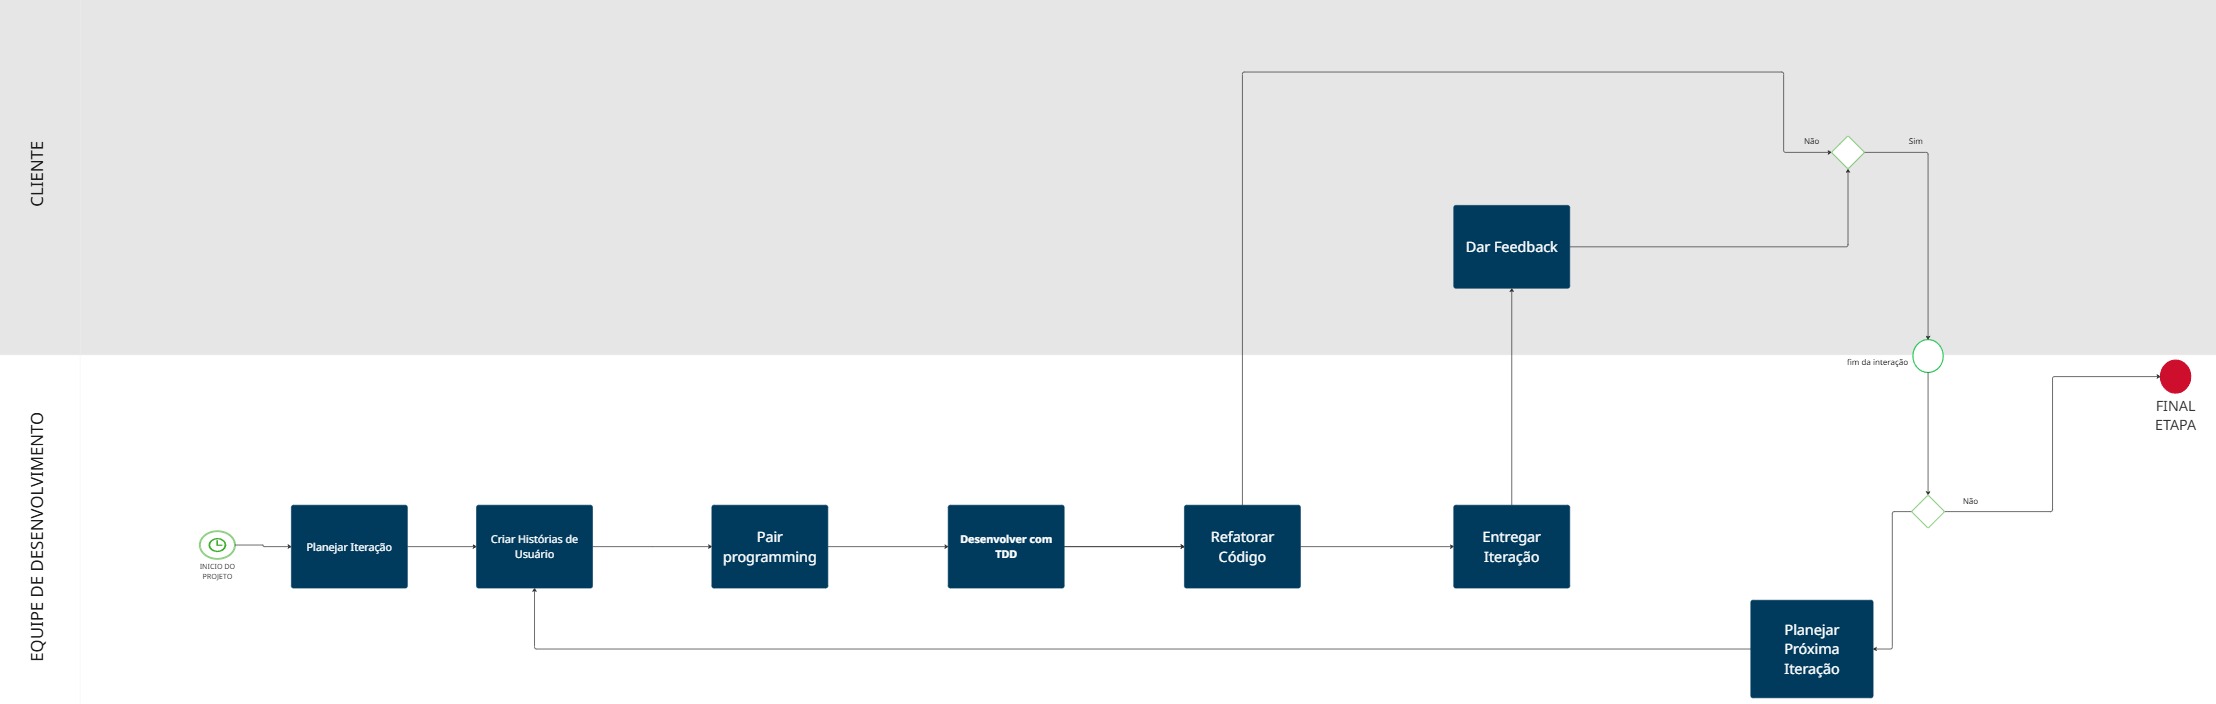 CLIENTE
Não
Sim
Dar Feedback
fim da interação
EQUIPE DE DESENVOLVIMENTO
FINAL
ETAPA
Não
INICIO DO
PROJETO
Planejar Iteração
Criar Histórias de
Usuário
Pair
programming
Desenvolver com
TDD
Refatorar
Código
Entregar
Iteração
Planejar
Próxima
Iteração